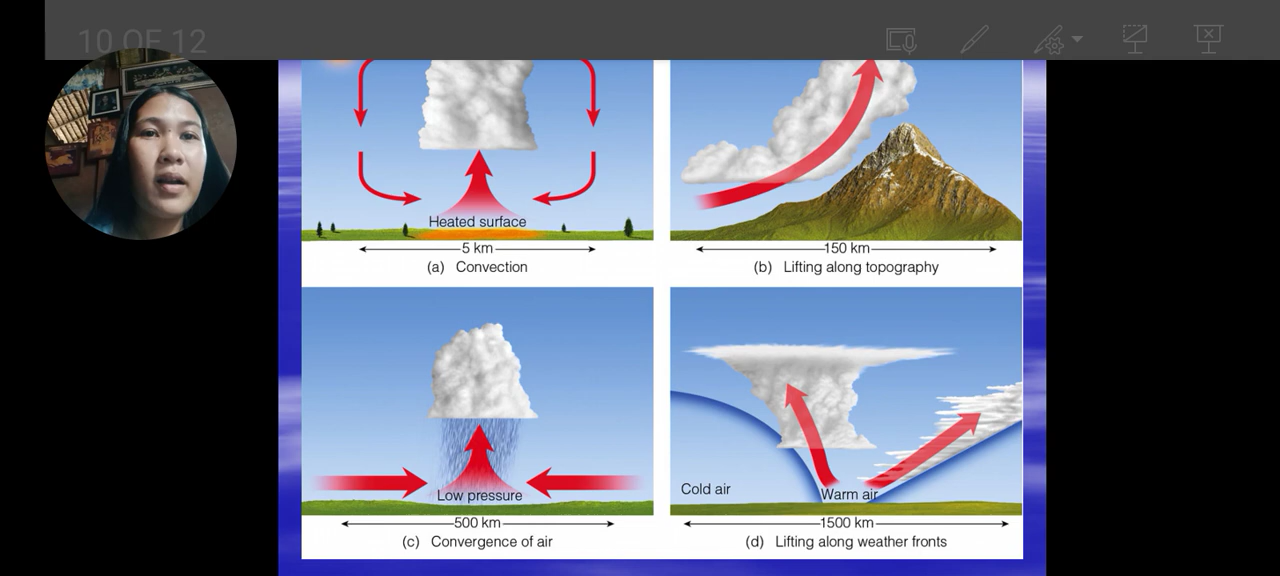 10 OF 12
Heated surface
5 km
(a) Convection
150 km
(b) Lifting along topography
Low pressure
500 km
(c) Convergence of air
Cold air
Warm air
1500 km
(d) Lifting along weather fronts